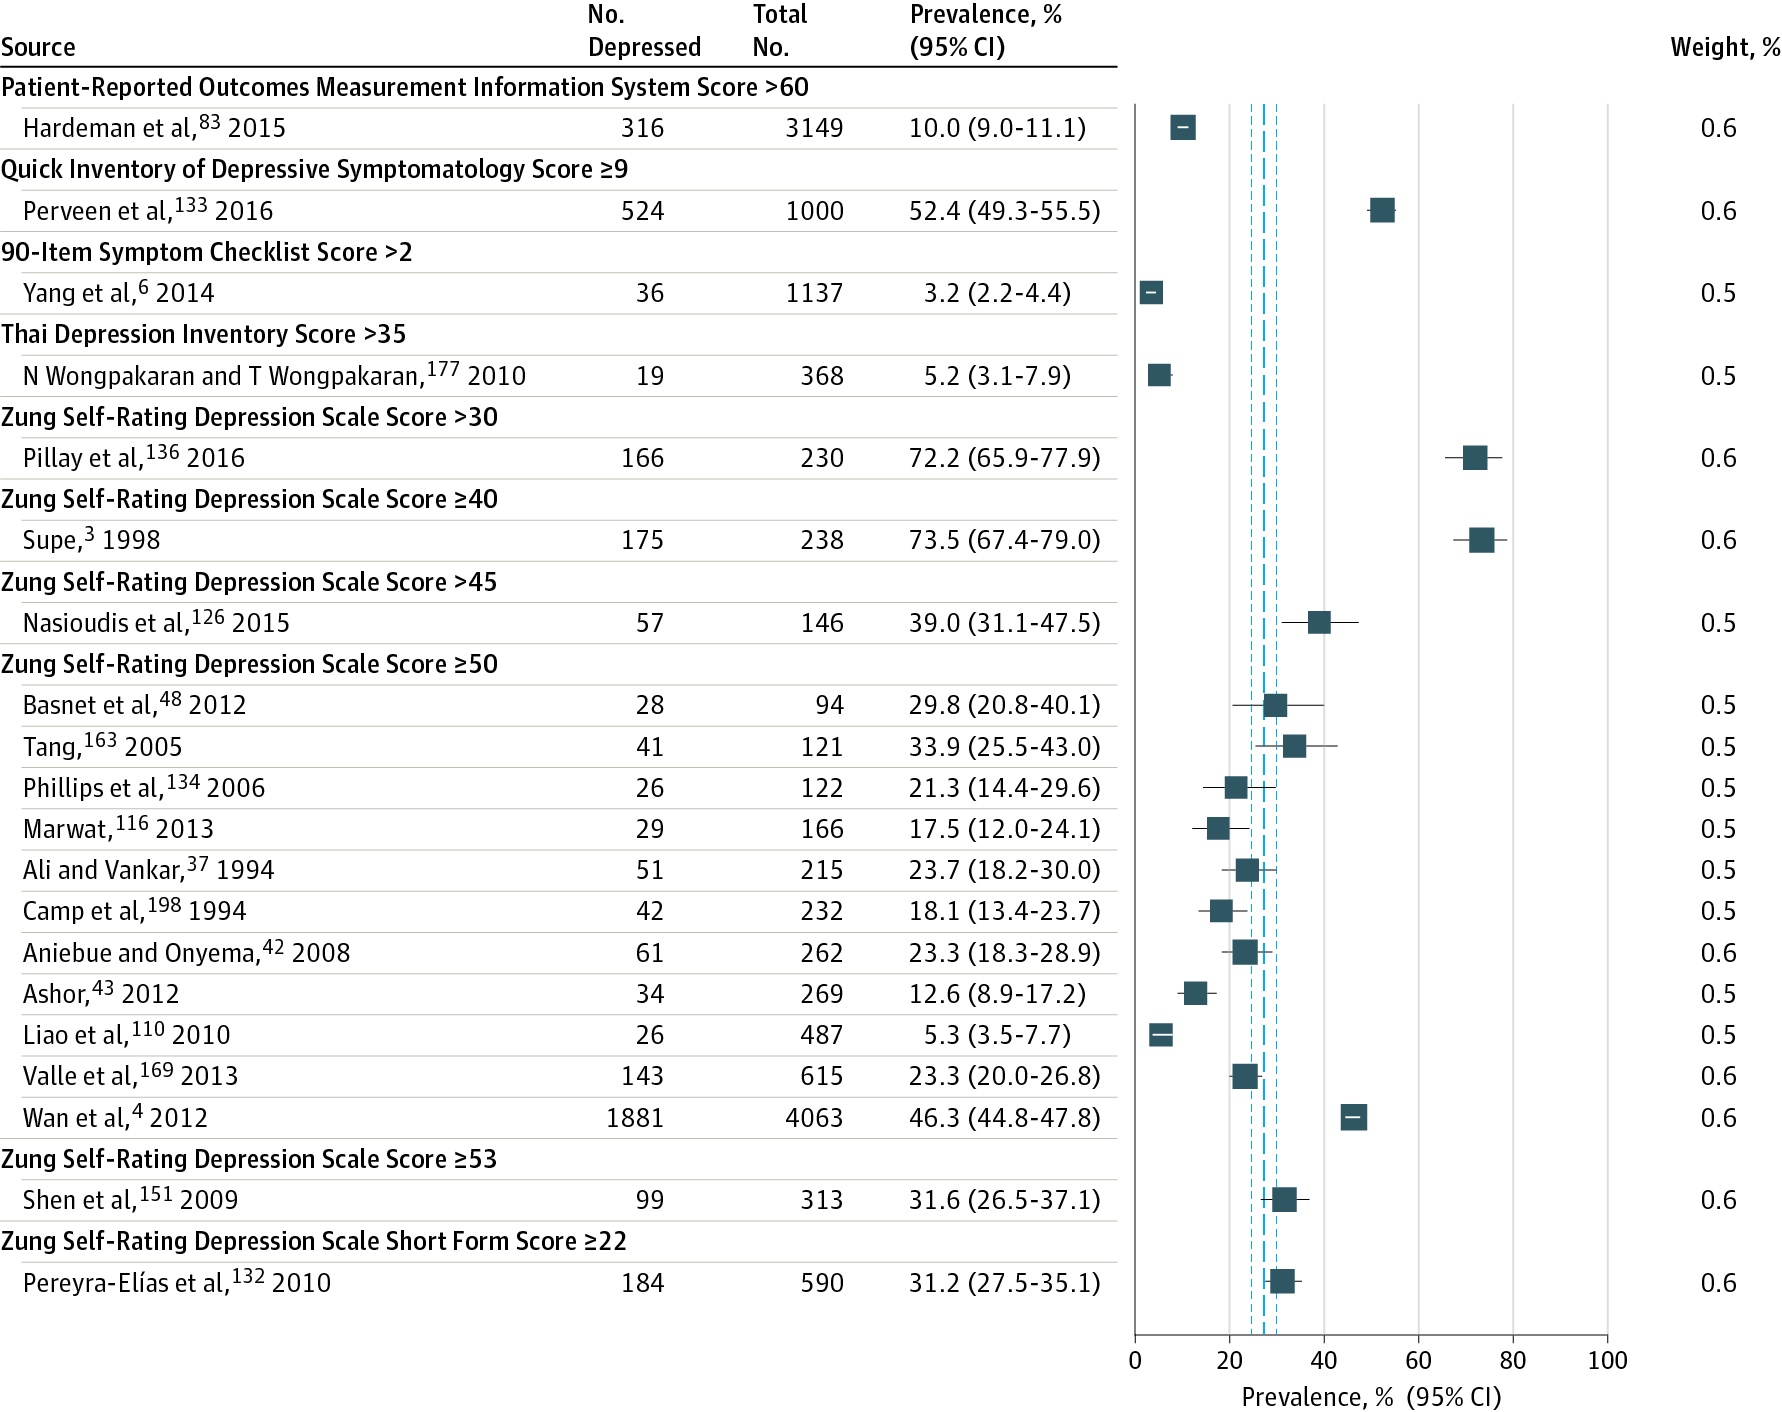 Source No. Depressed Total No. Prevalence, % (95% CI) Weight, %
Patient-Reported Outcomes Measurement Information System Score >60
Hardeman et al,83 2015 316 3149 10.0 (9.0-11.1) 0.6
Quick Inventory of Depressive Symptomatology Score ≥9
Perveen et al,133 2016 524 1000 52.4 (49.3-55.5) 0.6
90-Item Symptom Checklist Score >2
Yang et al,6 2014 36 1137 3.2 (2.2-4.4) 0.5
Thai Depression Inventory Score >35
N Wongpakaran and T Wongpakaran,177 2010 19 368 5.2 (3.1-7.9) 0.5
Zung Self-Rating Depression Scale Score >30
Pillay et al,136 2016 166 230 72.2 (65.9-77.9) 0.6
Zung Self-Rating Depression Scale Score ≥40
Supe,3 1998 175 238 73.5 (67.4-79.0) 0.6
Zung Self-Rating Depression Scale Score >45
Nasioudis et al,126 2015 57 146 39.0 (31.1-47.5) 0.5
Zung Self-Rating Depression Scale Score ≥50
Basnet et al,48 2012 28 94 29.8 (20.8-40.1) 0.5
Tang,163 2005 41 121 33.9 (25.5-43.0) 0.5
Phillips et al,134 2006 26 122 21.3 (14.4-29.6) 0.5
Marwat,116 2013 29 166 17.5 (12.0-24.1) 0.5
Ali and Vankar,37 1994 51 215 23.7 (18.2-30.0) 0.5
Camp et al,198 1994 42 232 18.1 (13.4-23.7) 0.5
Aniebue and Onyema,42 2008 61 262 23.3 (18.3-28.9) 0.6
Ashor,43 2012 34 269 12.6 (8.9-17.2) 0.5
Liao et al,110 2010 26 487 5.3 (3.5-7.7) 0.5
Valle et al,169 2013 143 615 23.3 (20.0-26.8) 0.6
Wan et al,4 2012 1881 4063 46.3 (44.8-47.8) 0.6
Zung Self-Rating Depression Scale Score ≥53
Shen et al,151 2009 99 313 31.6 (26.5-37.1) 0.6
Zung Self-Rating Depression Scale Short Form Score ≥22
Pereyra-Elías et al,132 2010 184 590 31.2 (27.5-35.1) 0.6
0 20 40 60 80 100
Prevalence, % (95% CI)